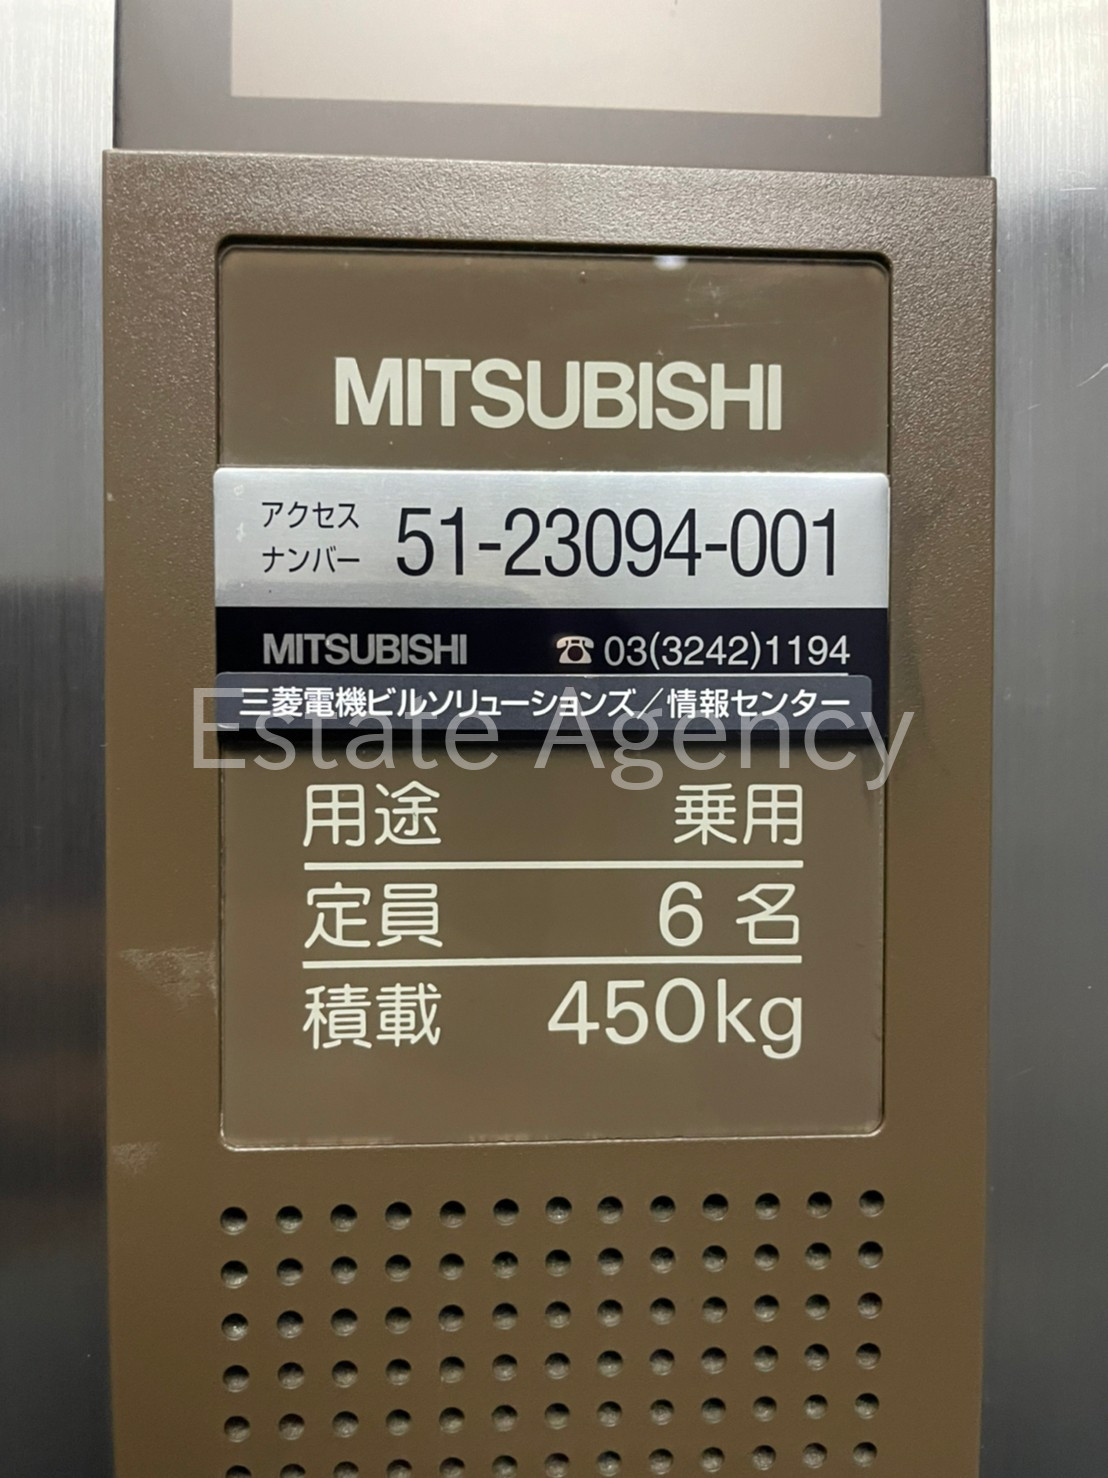 MITSUBISHI
アクセス
ナンバー 51-23094-001
MITSUBISHI ☎ 03(3242)1194
三菱電機ビルソリューションズ/情報センター
Estate Agency
用途 乗用
定員 6名
積載 450kg